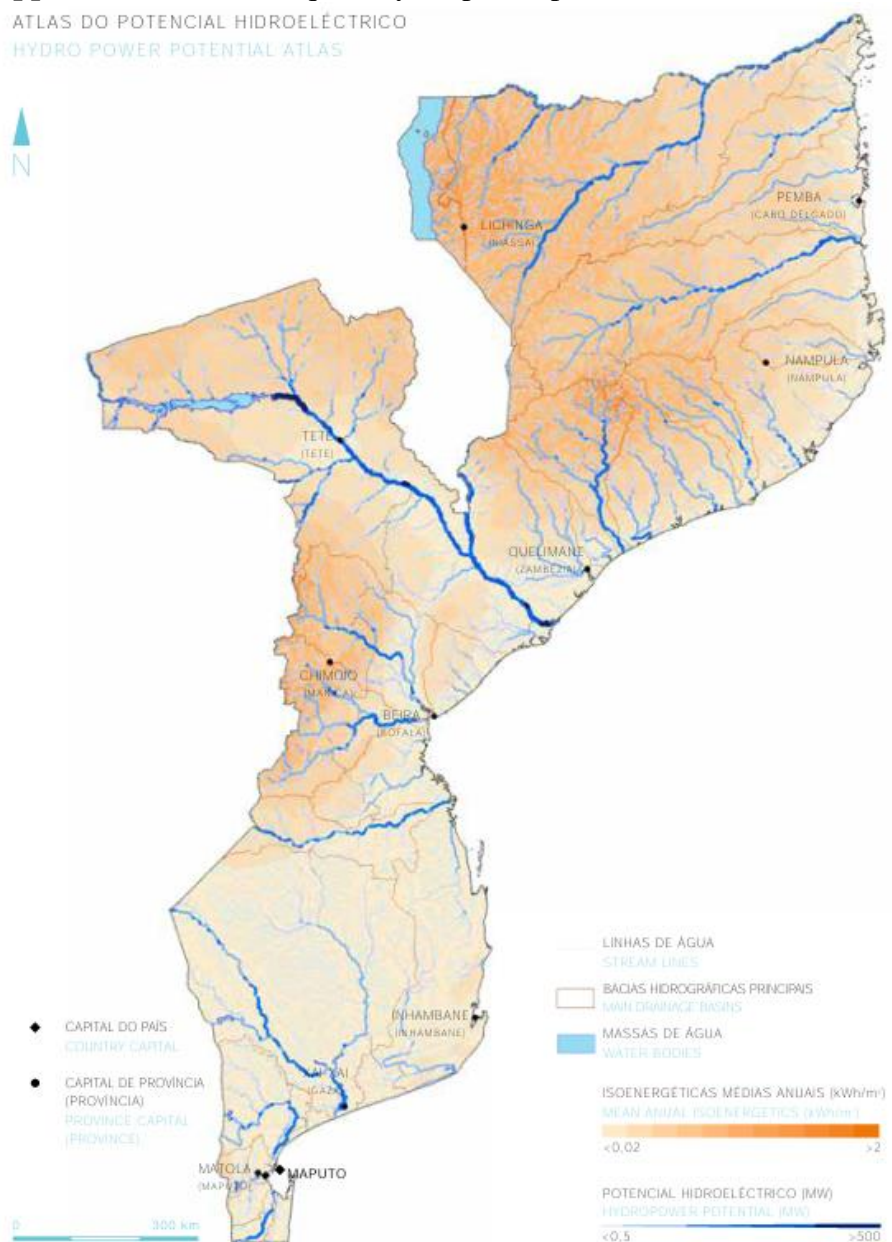 ATLAS DO POTENCIAL HIDROELÉCTRICO
HYDRO POWER POTENTIAL ATLAS
N
PEMBA
(CABO DELGADO)
LICHINGA
(NIASSA)
NAMPULA
(NAMPULA)
TETE
(TETE)
QUELIMANE
(ZAMBEZIA)
CHIMOIO
(MANICA)
BEIRA
(SOFALA)
LINHAS DE ÁGUA
STREAM LINES
BACIAS HIDROGRÁFICAS PRINCIPAIS
MAIN DRAINAGE BASINS
MASSAS DE ÁGUA
WATER BODIES
INHAMBANE
(INHAMBANE)
CAPITAL DO PAÍS
COUNTRY CAPITAL
CAPITAL DE PROVÍNCIA
(PROVÍNCIA)
PROVINCE CAPITAL
(PROVINCE)
XAI-XAI
(GAZA)
ISOENERGÉTICAS MÉDIAS ANUAIS (kWh/m²)
MEAN ANUAL ISOENERGETICS (kWh/m²)
<0,02 >2
MATOLA
(MAPUTO)
MAPUTO
POTENCIAL HIDROELÉCTRICO (MW)
HYDROPOWER POTENTIAL (MW)
<0.5 >500
0 300 km